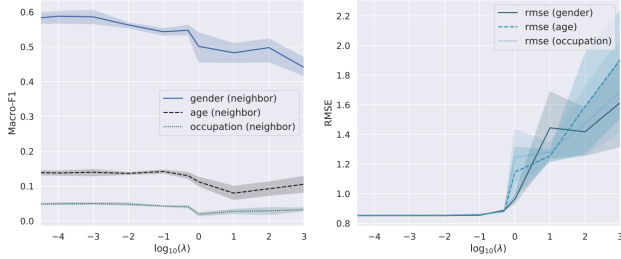 0.6
0.5
0.4
0.3
0.2
0.1
0.0
Macro-F1
gender (neighbor)
age (neighbor)
occupation (neighbor)
−4 −3 −2 −1 0 1 2 3
log10(λ)
2.2
2.0
1.8
1.6
1.4
1.2
1.0
0.8
RMSE
rmse (gender)
rmse (age)
rmse (occupation)
−4 −3 −2 −1 0 1 2 3
log10(λ)